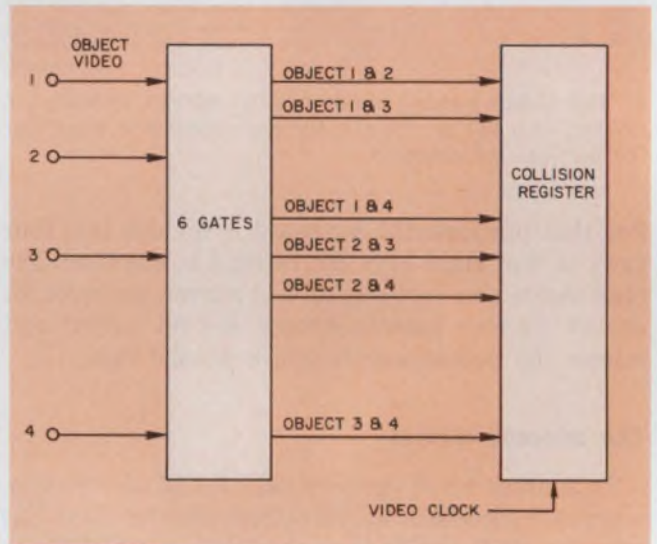 OBJECT
VIDEO
1
2
3
4
6 GATES
OBJECT 1 & 2
OBJECT 1 & 3
OBJECT 1 & 4
OBJECT 2 & 3
OBJECT 2 & 4
OBJECT 3 & 4
COLLISION
REGISTER
VIDEO CLOCK